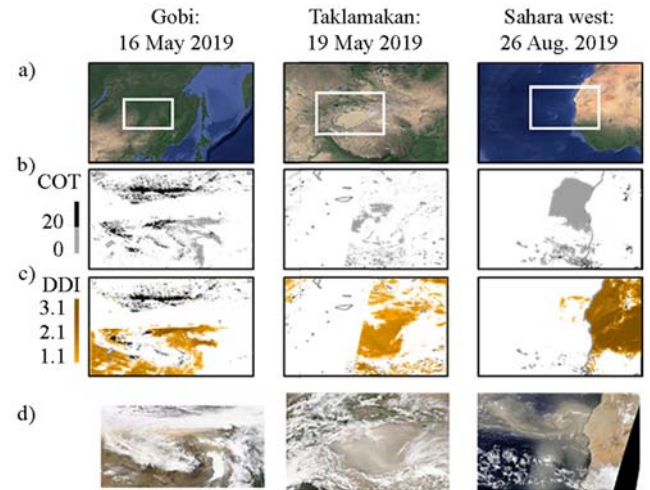 Gobi:
16 May 2019
Taklamakan:
19 May 2019
Sahara west:
26 Aug. 2019
a)
b)
COT
20
0
c)
DDI
3.1
2.1
1.1
d)